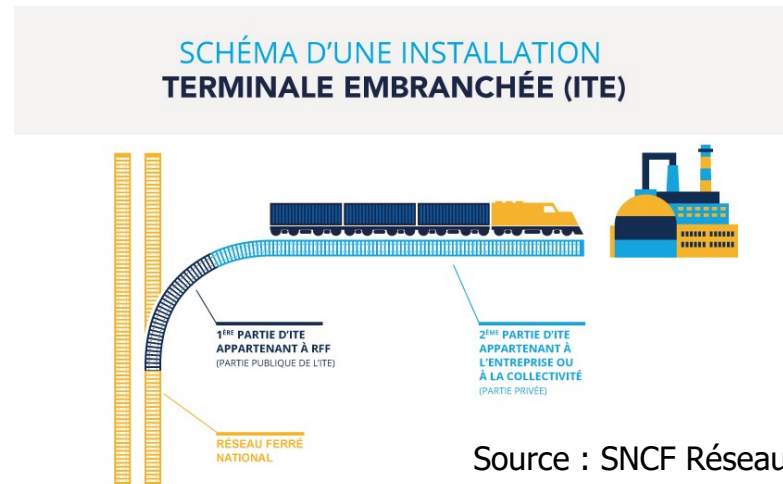 SCHÉMA D'UNE INSTALLATION
TERMINALE EMBRANCHÉE (ITE)
1ÈRE PARTIE D'ITE
APPARTENANT À RFF
(PARTIE PUBLIQUE DE L'ITE)
2ÈME PARTIE D'ITE
APPARTENANT À
L'ENTREPRISE OU
À LA COLLECTIVITÉ
(PARTIE PRIVÉE)
RÉSEAU FERRÉ
NATIONAL
Source : SNCF Réseau